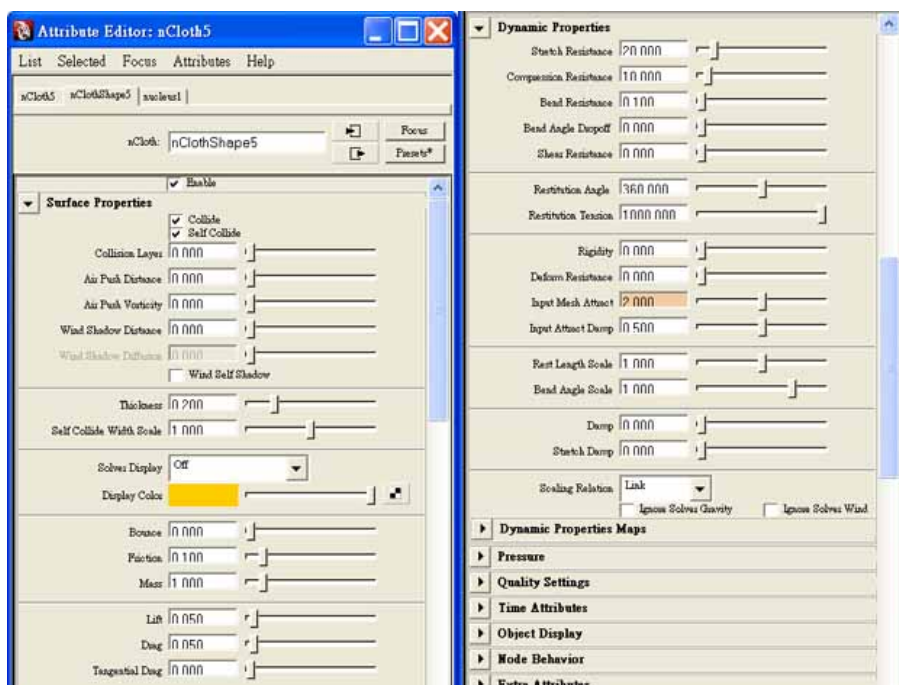 Attribute Editor: nCloth5
List Selected Focus Attributes Help
nCloth5 nClothShape5 nucleus1
nCloth: nClothShape5
Focus
Presets*
Enable
Surface Properties
Collide
Self Collide
Collision Layer 0.000
Air Push Distance 0.000
Air Push Vorticity 0.000
Wind Shadow Distance 0.000
Wind Shadow Diffusion 0.000
Wind Self Shadow
Thickness 0.200
Self Collide Width Scale 1.000
Solver Display Off
Display Color
Bounce 0.000
Friction 0.100
Mass 1.000
Lift 0.050
Drag 0.050
Tangential Drag 0.000
Dynamic Properties
Stretch Resistance 20.000
Compression Resistance 10.000
Bend Resistance 0.100
Bend Angle Dropoff 0.000
Shear Resistance 0.000
Restitution Angle 360.000
Restitution Tension 1000.000
Rigidity 0.000
Deform Resistance 0.000
Input Mesh Attract 2.000
Input Attract Damp 0.500
Rest Length Scale 1.000
Bend Angle Scale 1.000
Damp 0.000
Stretch Damp 0.000
Scaling Relation Link
Ignore Solver Gravity Ignore Solver Wind
Dynamic Properties Maps
Pressure
Quality Settings
Time Attributes
Object Display
Node Behavior
Extra Attributes